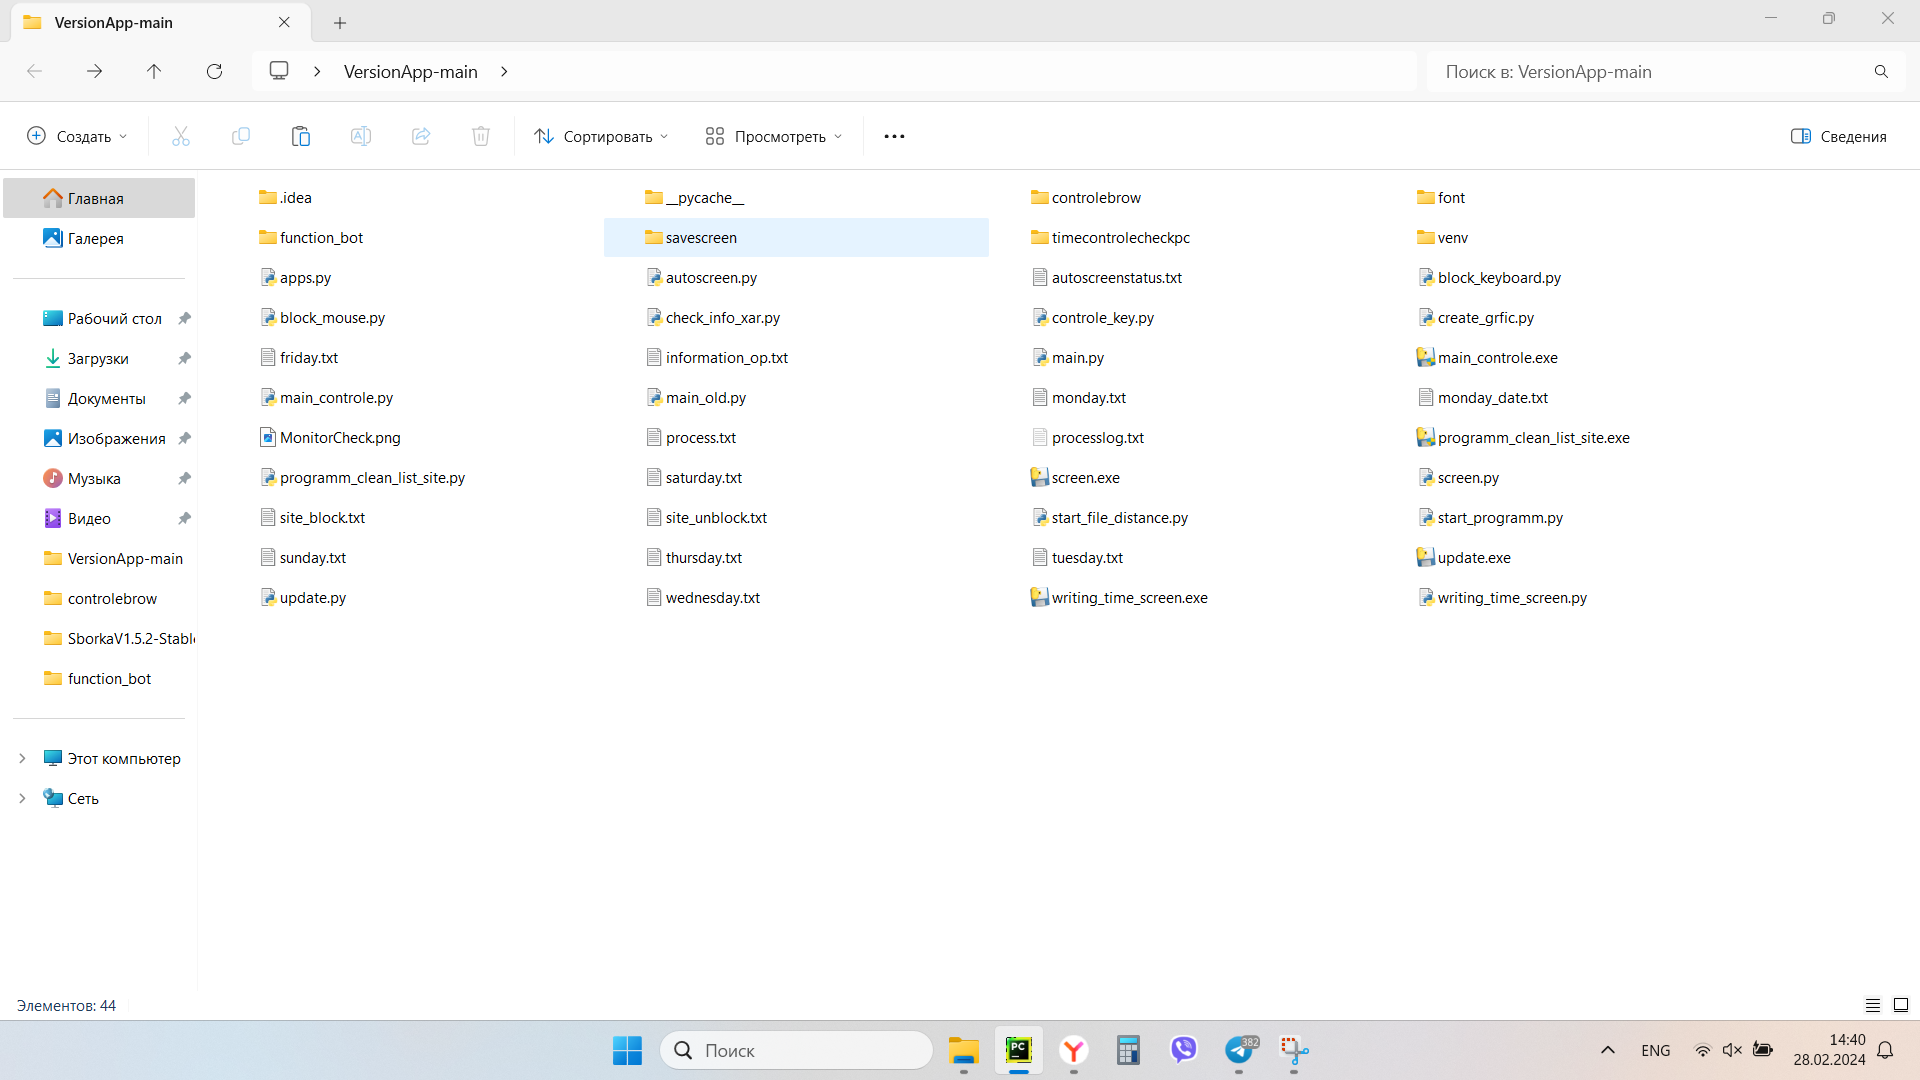 VersionApp-main
VersionApp-main
Поиск в: VersionApp-main
Создать
Сортировать
Просмотреть
Сведения
Главная
Галерея
Рабочий стол
Загрузки
Документы
Изображения
Музыка
Видео
VersionApp-main
controlebrow
SborkaV1.5.2-Stabl
function_bot
Этот компьютер
Сеть
.idea
__pycache__
controlebrow
font
function_bot
savescreen
timecontrolecheckpc
venv
apps.py
autoscreen.py
autoscreenstatus.txt
block_keyboard.py
block_mouse.py
check_info_xar.py
controle_key.py
create_grfic.py
friday.txt
information_op.txt
main.py
main_controle.exe
main_controle.py
main_old.py
monday.txt
monday_date.txt
MonitorCheck.png
process.txt
processlog.txt
programm_clean_list_site.exe
programm_clean_list_site.py
saturday.txt
screen.exe
screen.py
site_block.txt
site_unblock.txt
start_file_distance.py
start_programm.py
sunday.txt
thursday.txt
tuesday.txt
update.exe
update.py
wednesday.txt
writing_time_screen.exe
writing_time_screen.py
Элементов: 44
Поиск
PC
382
ENG
14:40
28.02.2024